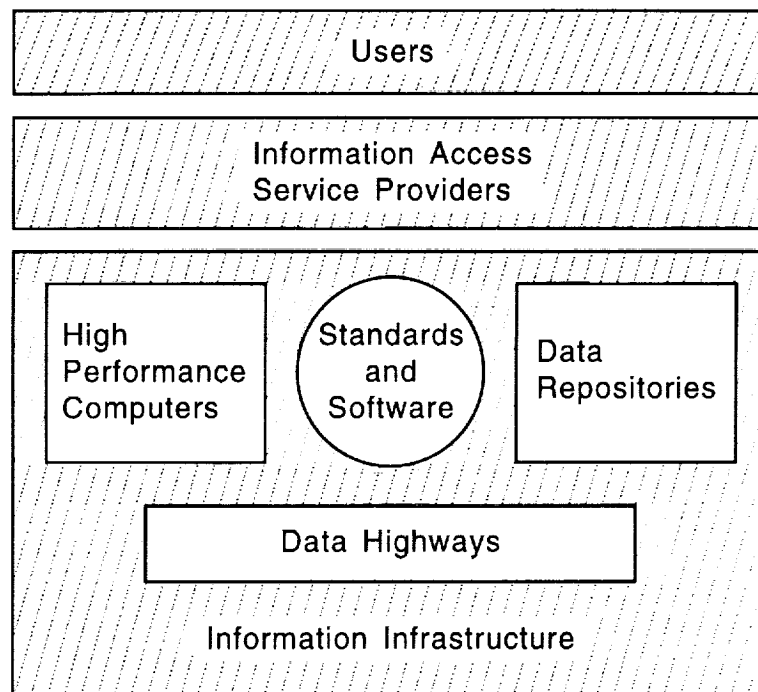 Users
Information Access
Service Providers
High
Performance
Computers
Standards
and
Software
Data
Repositories
Data Highways
Information Infrastructure